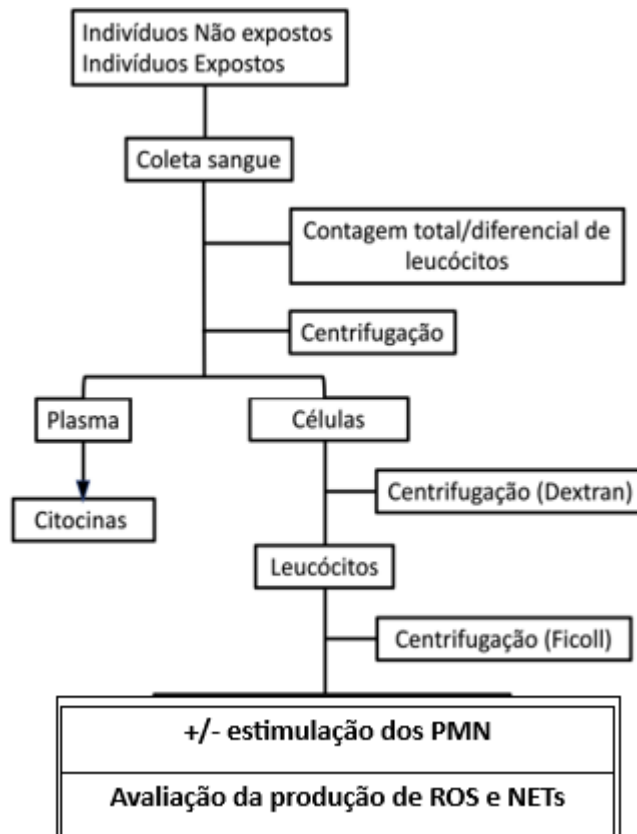 Indivíduos Não expostos
Indivíduos Expostos
Coleta sangue
Contagem total/diferencial de
leucócitos
Centrifugação
Plasma
Células
Citocinas
Centrifugação (Dextran)
Leucócitos
Centrifugação (Ficoll)
+/- estimulação dos PMN
Avaliação da produção de ROS e NETs